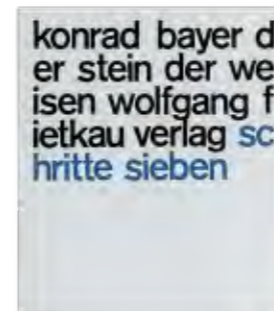 konrad bayer d
er stein der we
isen wolfgang f
ietkau verlag sc
hritte sieben